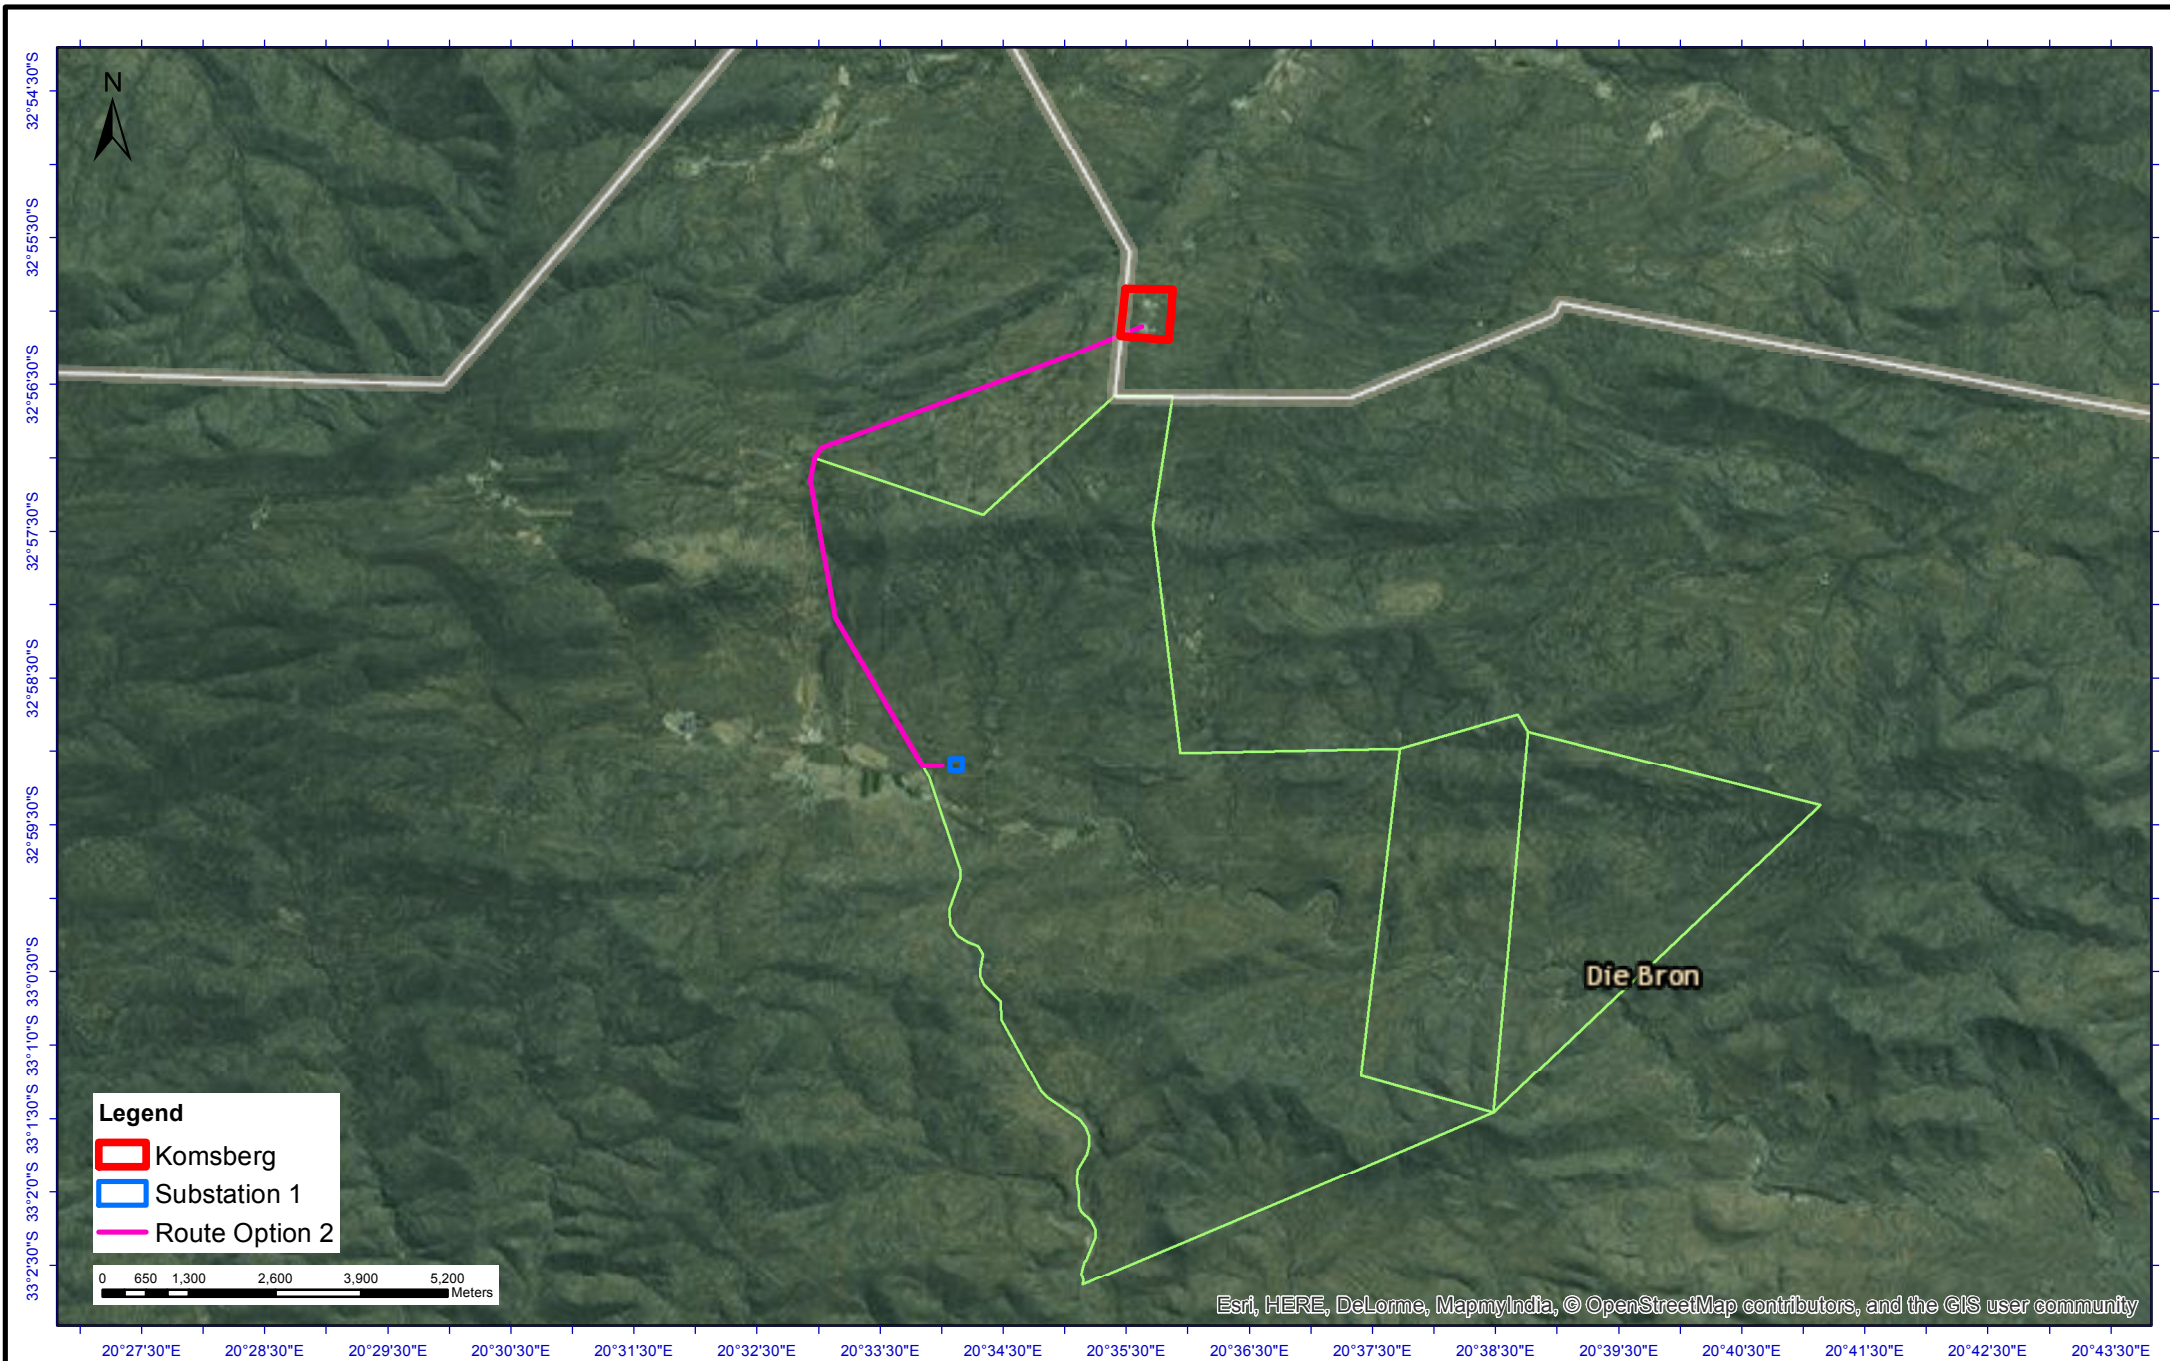 N
32°54'30"S
32°55'30"S
32°56'30"S
32°57'30"S
32°58'30"S
32°59'30"S
33°0'30"S
33°1'0"S
33°1'30"S
33°2'0"S
33°2'30"S
Die Bron
Legend
Komsberg
Substation 1
Route Option 2
0 650 1,300 2,600 3,900 5,200
Meters
Esri, HERE, DeLorme, MapmyIndia, © OpenStreetMap contributors, and the GIS user community
20°27'30"E 20°28'30"E 20°29'30"E 20°30'30"E 20°31'30"E 20°32'30"E 20°33'30"E 20°34'30"E 20°35'30"E 20°36'30"E 20°37'30"E 20°38'30"E 20°39'30"E 20°40'30"E 20°41'30"E 20°42'30"E 20°43'30"E